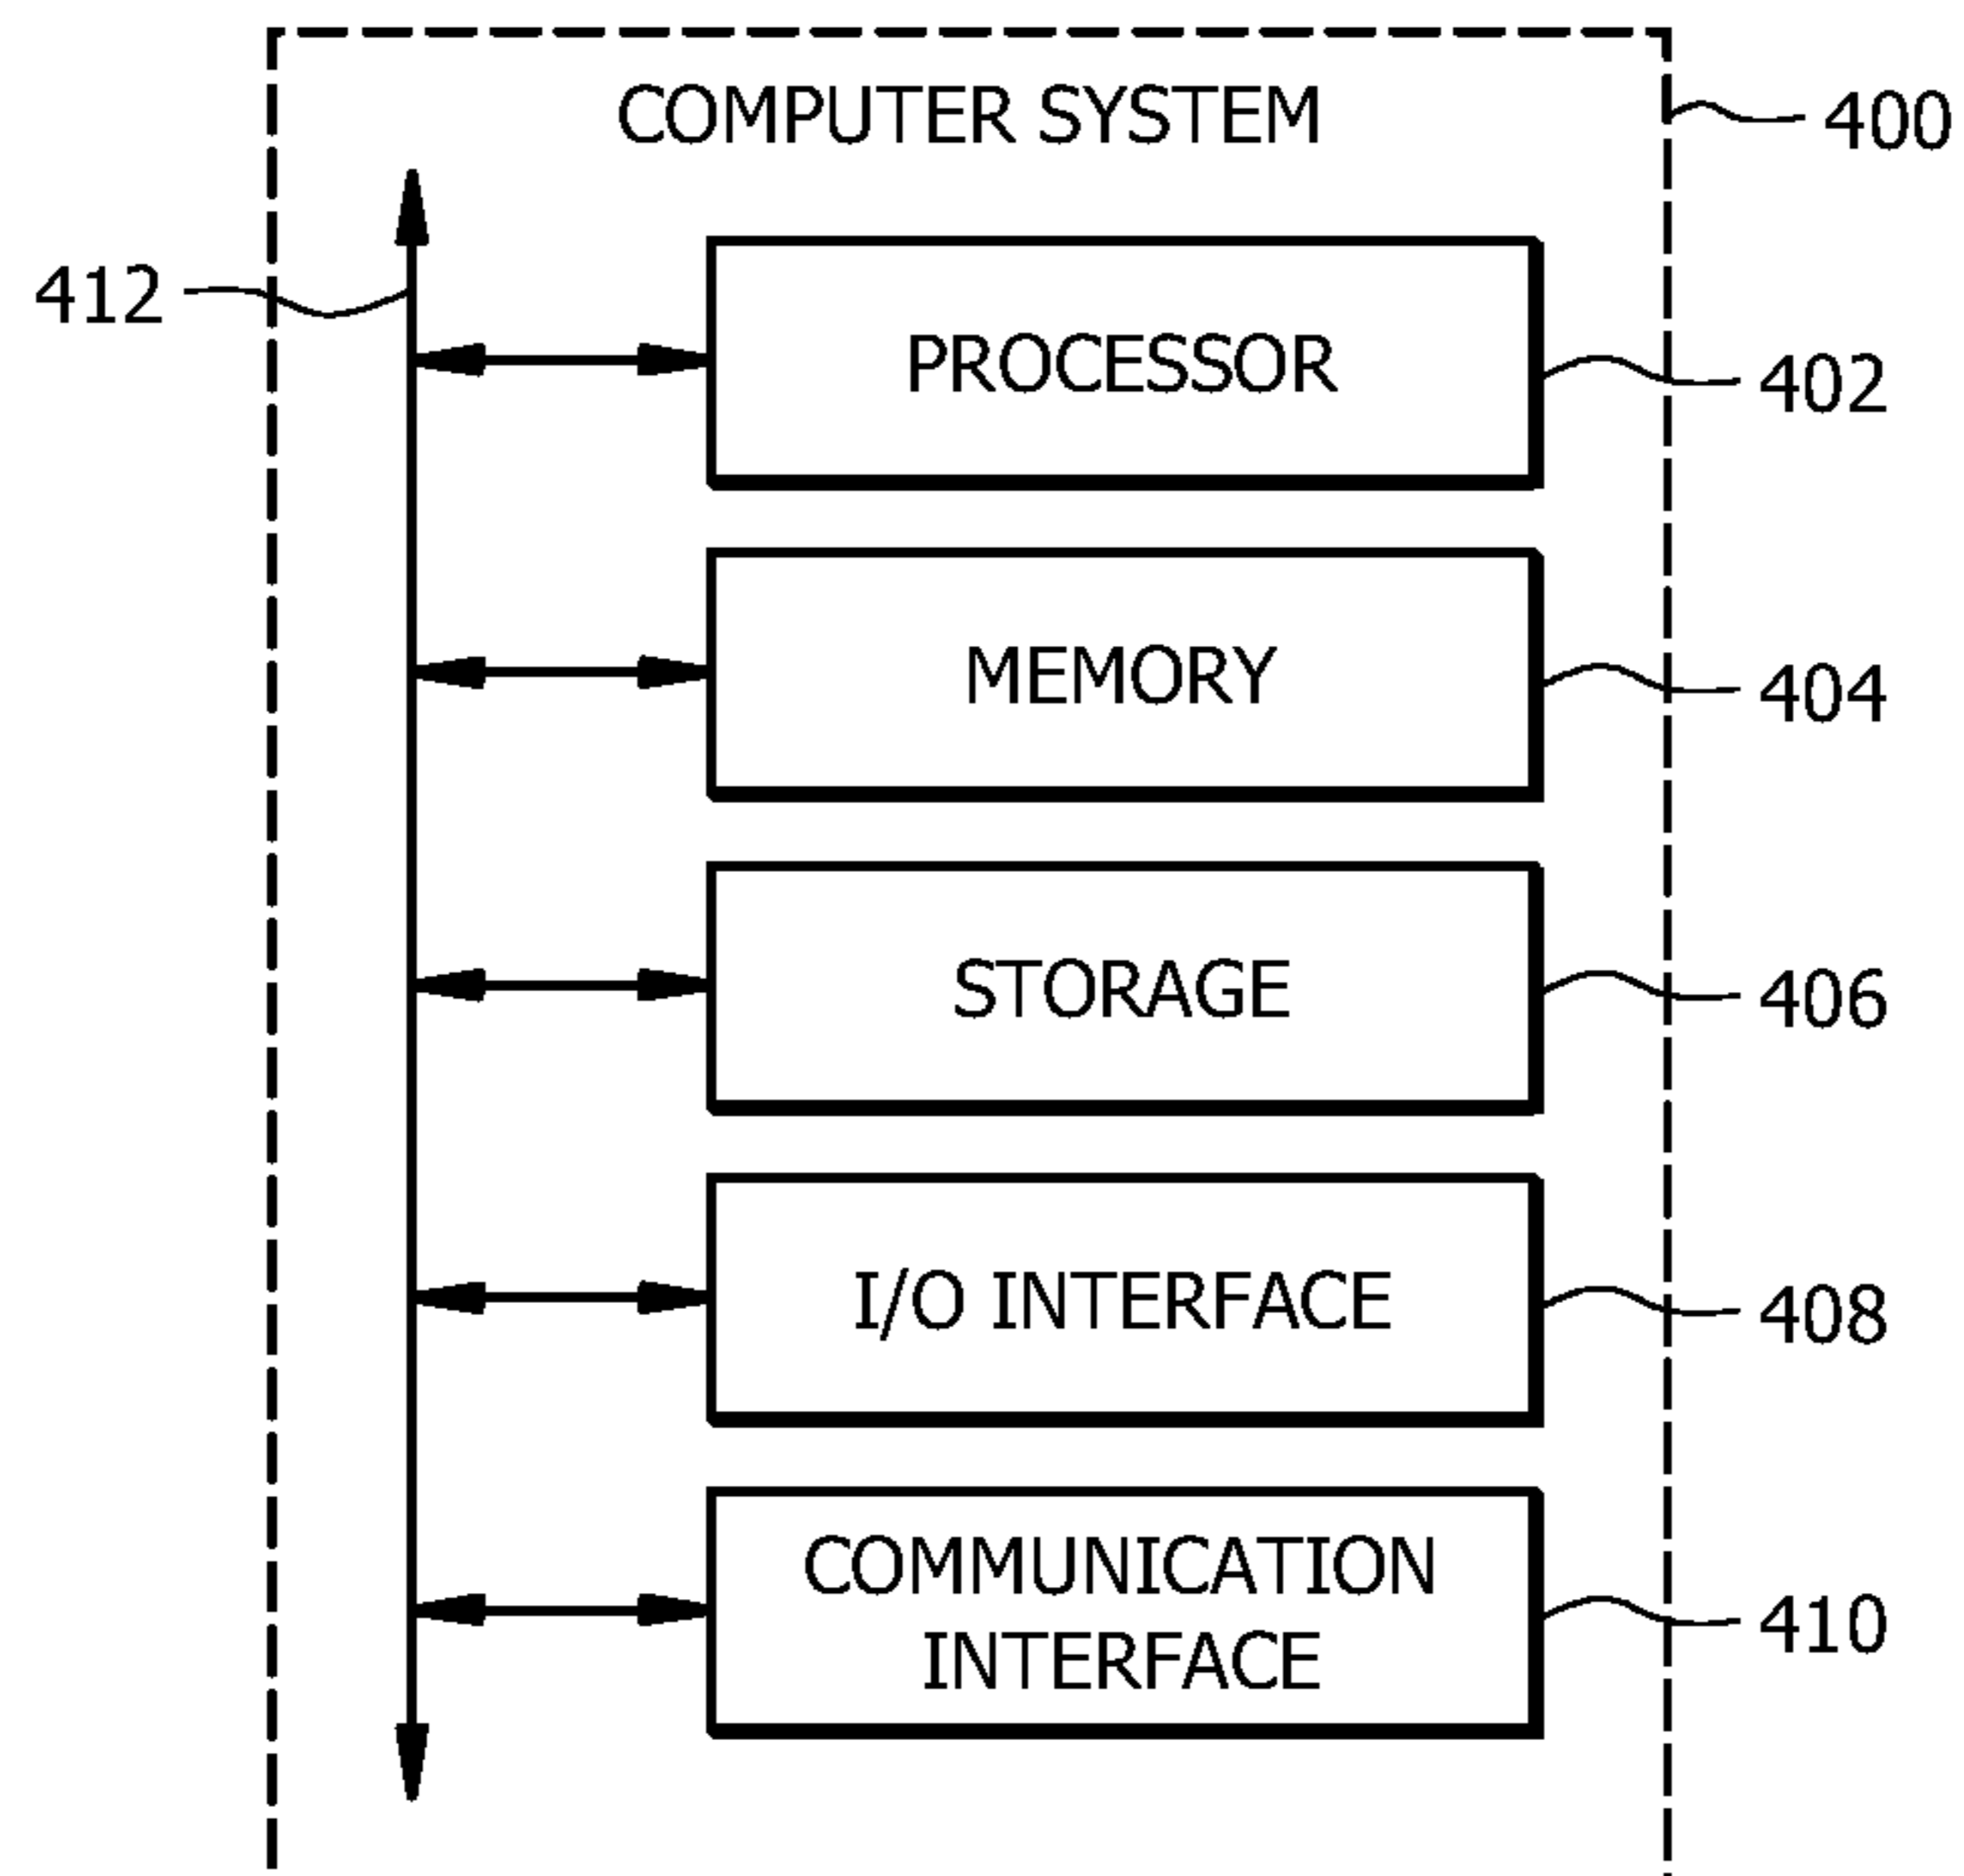 COMPUTER SYSTEM
400
412
PROCESSOR
402
MEMORY
404
STORAGE
406
I/O INTERFACE
408
COMMUNICATION
INTERFACE
410